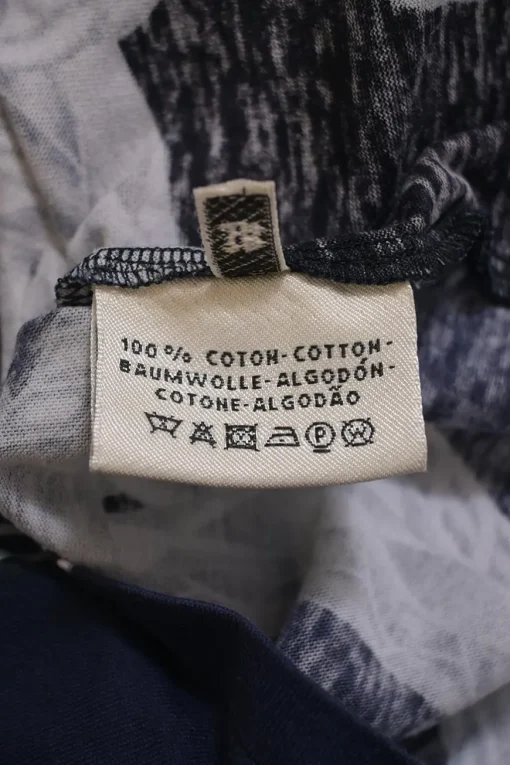 100 % COTON-COTTON-
BAUMWOLLE-ALGODÓN-
COTONE-ALGODÃO
P